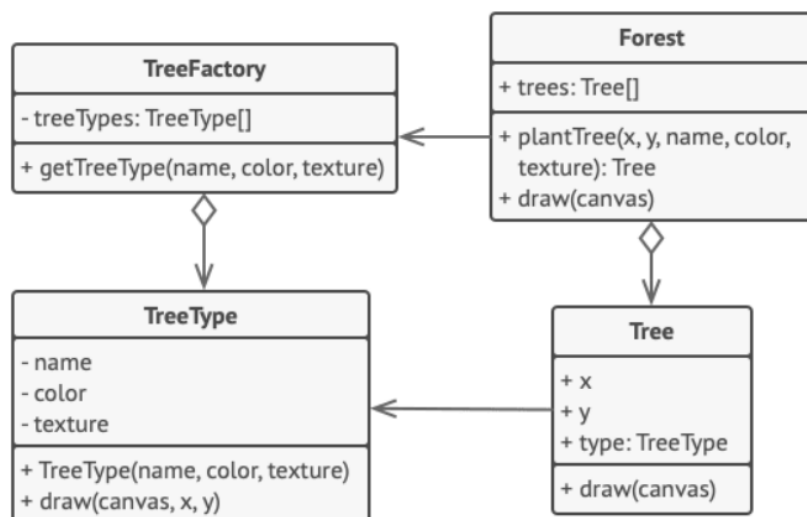 TreeFactory
- treeTypes: TreeType[]
+ getTreeType(name, color, texture)
Forest
+ trees: Tree[]
+ plantTree(x, y, name, color,
texture): Tree
+ draw(canvas)
TreeType
- name
- color
- texture
+ TreeType(name, color, texture)
+ draw(canvas, x, y)
Tree
+ x
+ y
+ type: TreeType
+ draw(canvas)